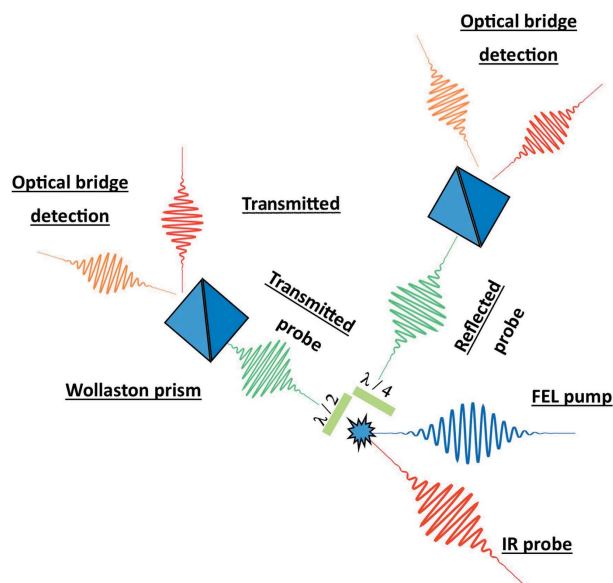 Optical bridge
detection
Optical bridge
detection
Transmitted
Transmitted
probe
Reflected
probe
Wollaston prism
λ/2
λ/4
FEL pump
IR probe